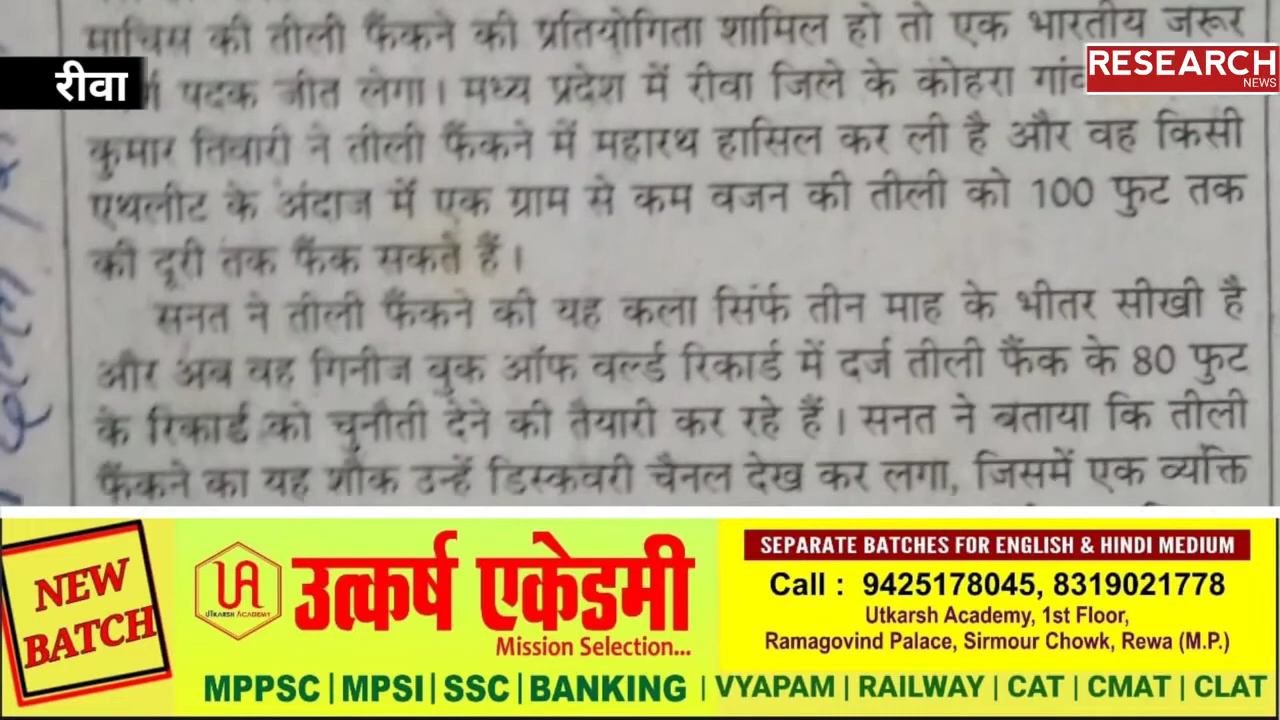 माचिस की तीली फैंकने की प्रतियोगिता शामिल हो तो एक भारतीय जरूर
RESEARCH
NEWS
रीवा
पदक जीत लेगा। मध्य प्रदेश में रीवा जिले के कोहरा गांव
कुमार तिवारी ने तीली फैंकने में महारथ हासिल कर ली है और वह किसी
एथलीट के अंदाज में एक ग्राम से कम वजन की तीली को 100 फुट तक
की दूरी तक फैंक सकते हैं।
सनत ने तीली फैंकने की यह कला सिर्फ तीन माह के भीतर सीखी है
और अब वह गिनीज बुक ऑफ वर्ल्ड रिकार्ड में दर्ज तीली फैंक के 80 फुट
के रिकार्ड को चुनौती देने की तैयारी कर रहे हैं। सनत ने बताया कि तीली
फैंकने का यह शौक उन्हें डिस्कवरी चैनल देख कर लगा, जिसमें एक व्यक्ति
NEW
BATCH
UA
UTKARSH ACADEMY
उत्कर्ष एकेडमी
Mission Selection...
SEPARATE BATCHES FOR ENGLISH & HINDI MEDIUM
Call : 9425178045, 8319021778
Utkarsh Academy, 1st Floor,
Ramagovind Palace, Sirmour Chowk, Rewa (M.P.)
MPPSC | MPSI | SSC | BANKING | VYAPAM | RAILWAY | CAT | CMAT | CLAT